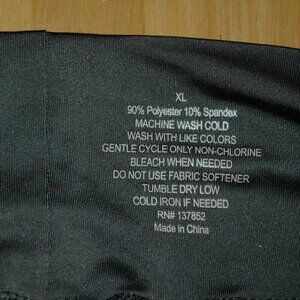 XL
90% Polyester 10% Spandex
MACHINE WASH COLD
WASH WITH LIKE COLORS
GENTLE CYCLE ONLY NON-CHLORINE
BLEACH WHEN NEEDED
DO NOT USE FABRIC SOFTENER
TUMBLE DRY LOW
COLD IRON IF NEEDED
RN# 137852
Made in China